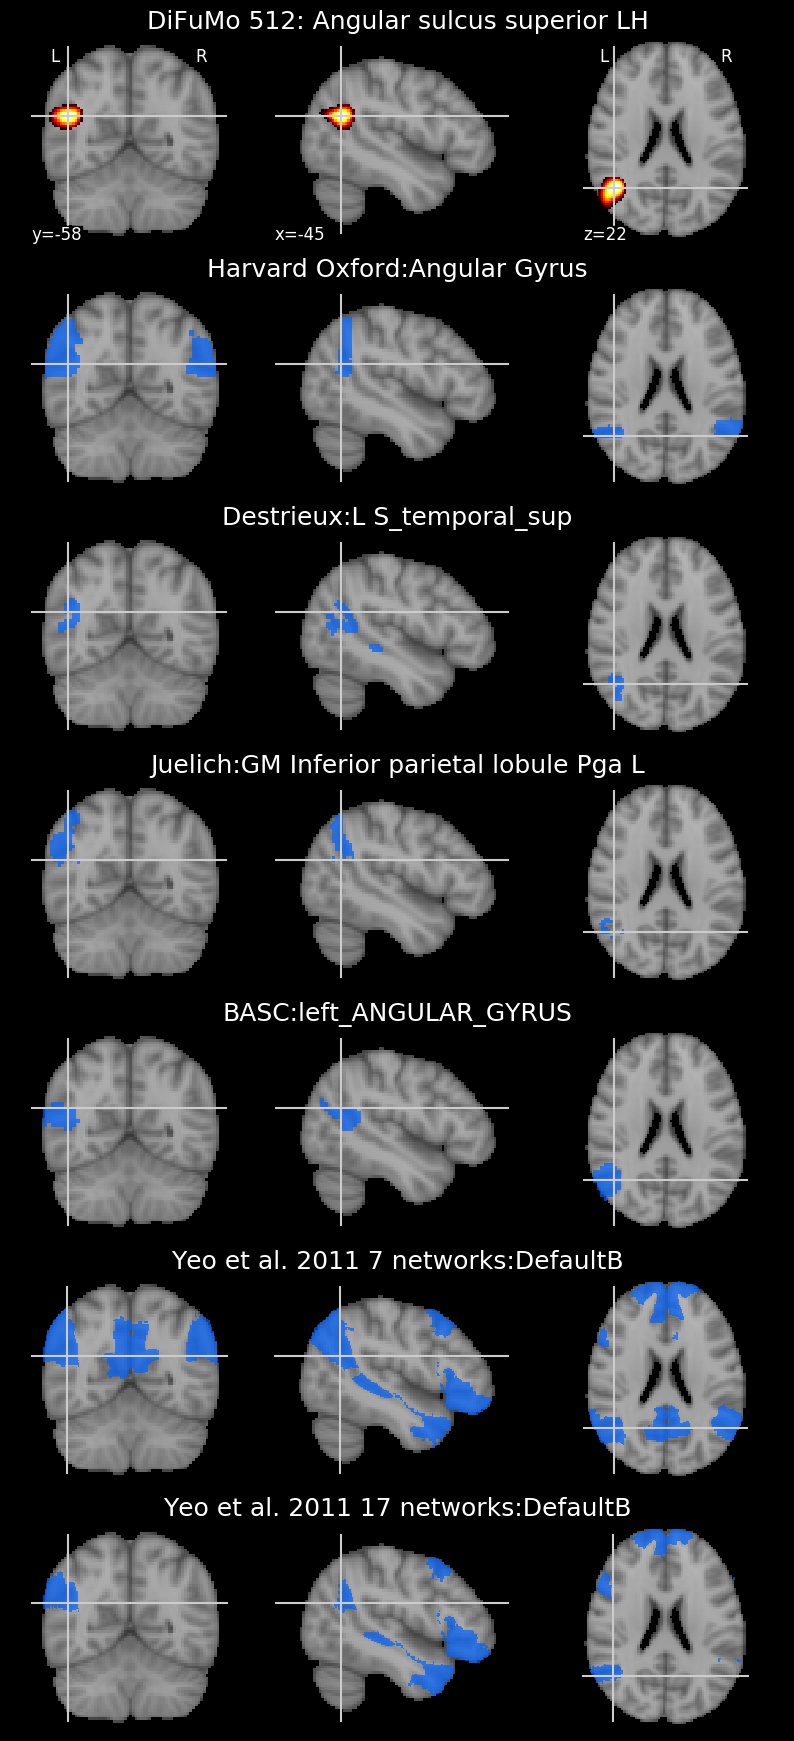 DiFuMo 512: Angular sulcus superior LH
L R L R
y=-58 x=-45 z=22
Harvard Oxford:Angular Gyrus
Destrieux:L S_temporal_sup
Juelich:GM Inferior parietal lobule Pga L
BASC:left_ANGULAR_GYRUS
Yeo et al. 2011 7 networks:DefaultB
Yeo et al. 2011 17 networks:DefaultB